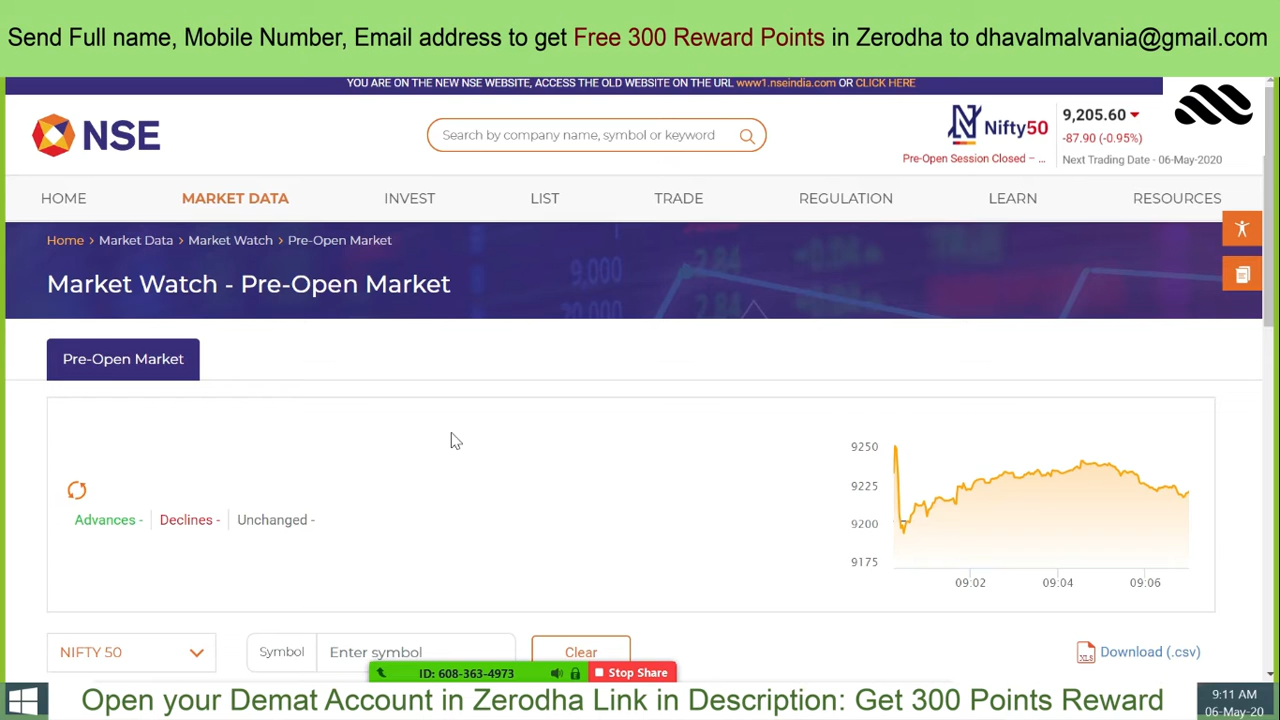 Send Full name, Mobile Number, Email address to get Free 300 Reward Points in Zerodha to dhavalmalvania@gmail.com
YOU ARE ON THE NEW NSE WEBSITE, ACCESS THE OLD WEBSITE ON THE URL www1.nseindia.com OR CLICK HERE
NSE
Search by company name, symbol or keyword
Nifty50
9,205.60
-87.90 (-0.95%)
Pre-Open Session Closed – ...
Next Trading Date - 06-May-2020
HOME MARKET DATA INVEST LIST TRADE REGULATION LEARN RESOURCES
Home > Market Data > Market Watch > Pre-Open Market
9,000
2.84
2.84
Market Watch - Pre-Open Market
Pre-Open Market
Advances - Declines - Unchanged -
9250
9225
9200
9175
09:02 09:04 09:06
NIFTY 50 Symbol Enter symbol Clear XLS Download (.csv)
ID: 608-363-4973 Stop Share
Open your Demat Account in Zerodha Link in Description: Get 300 Points Reward
9:11 AM
06-May-20